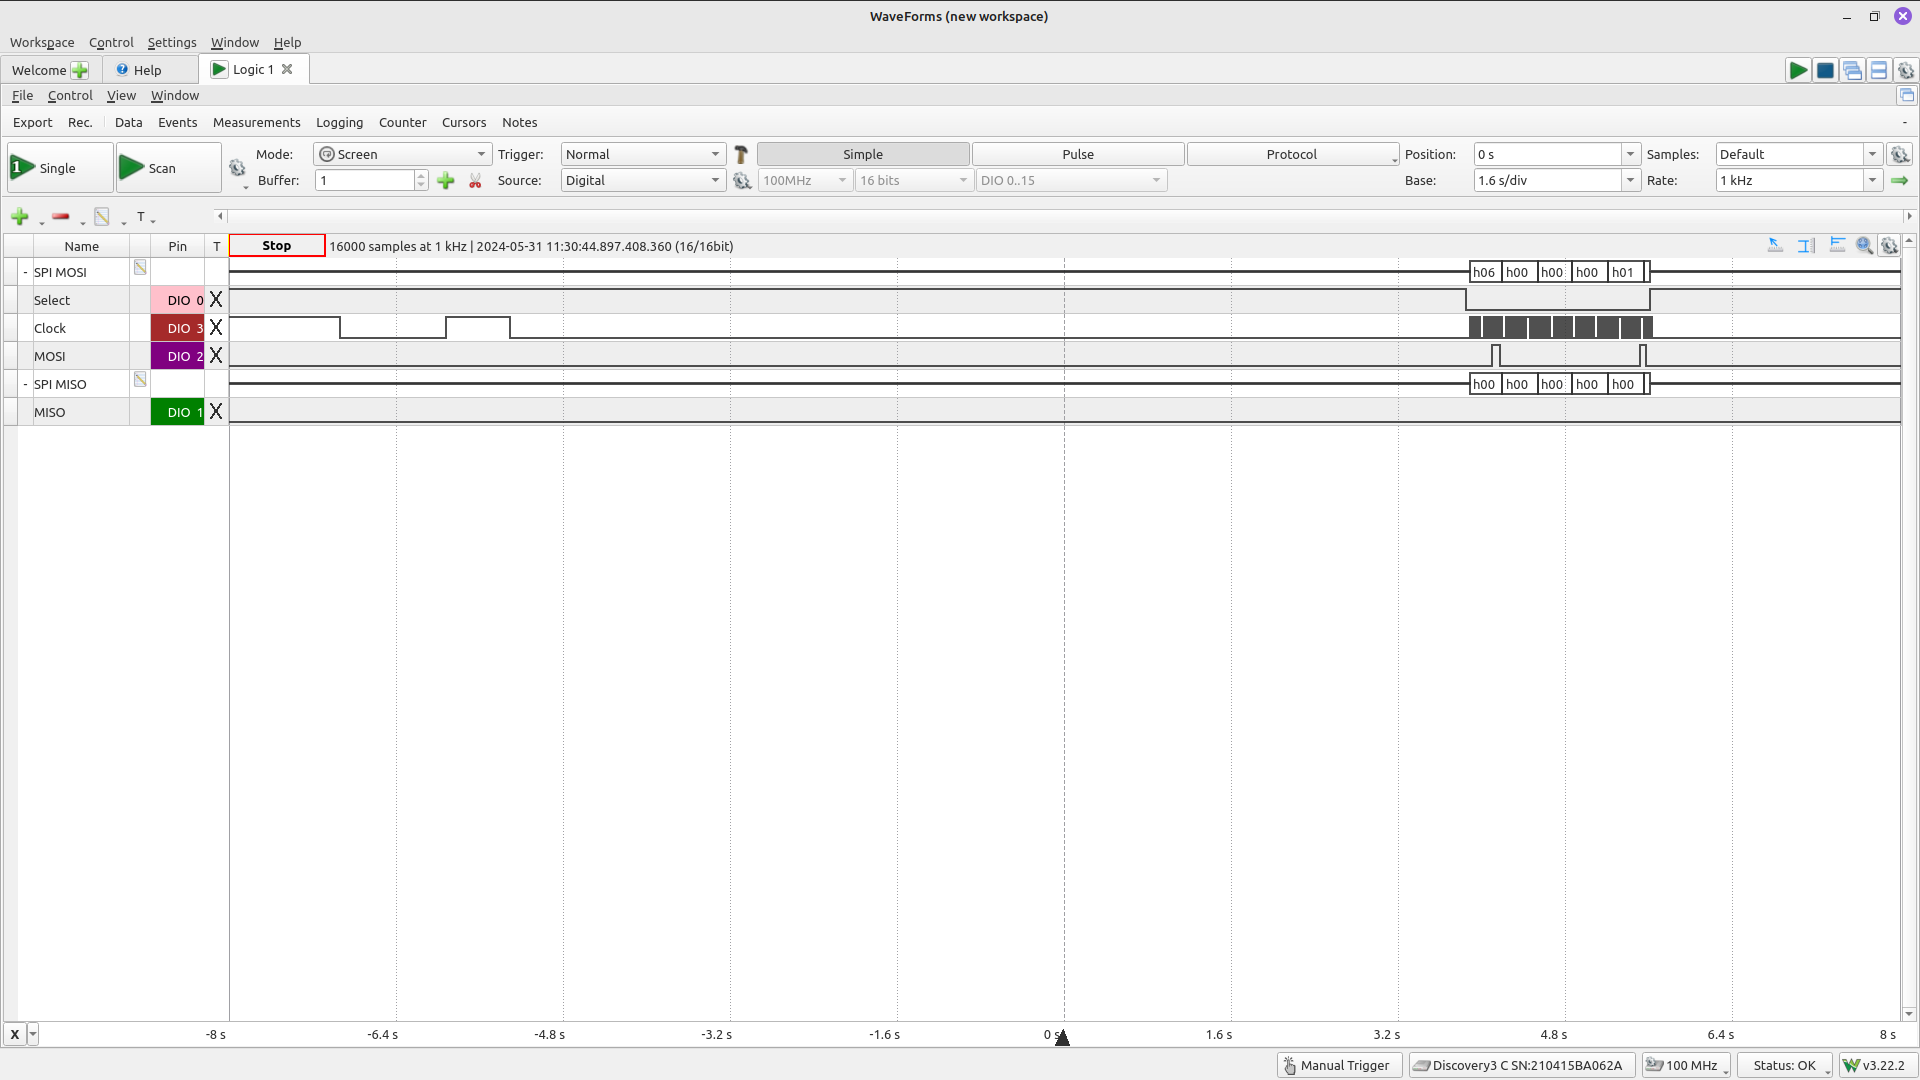 WaveForms (new workspace)
Workspace Control Settings Window Help
Welcome Help Logic 1
File Control View Window
Export Rec. Data Events Measurements Logging Counter Cursors Notes -
1 Single Scan Mode: Screen Trigger: Normal Simple Pulse Protocol Position: 0 s Samples: Default
Buffer: 1 Source: Digital 100MHz 16 bits DIO 0..15 Base: 1.6 s/div Rate: 1 kHz
T
Name Pin T Stop 16000 samples at 1 kHz | 2024-05-31 11:30:44.897.408.360 (16/16bit)
- SPI MOSI h06 h00 h00 h00 h01
Select DIO 0 X
Clock DIO 3 X
MOSI DIO 2 X
- SPI MISO h00 h00 h00 h00 h00
MISO DIO 1 X
X -8 s -6.4 s -4.8 s -3.2 s -1.6 s 0 s 1.6 s 3.2 s 4.8 s 6.4 s 8 s
Manual Trigger Discovery3 C SN:210415BA062A 100 MHz Status: OK v3.22.2